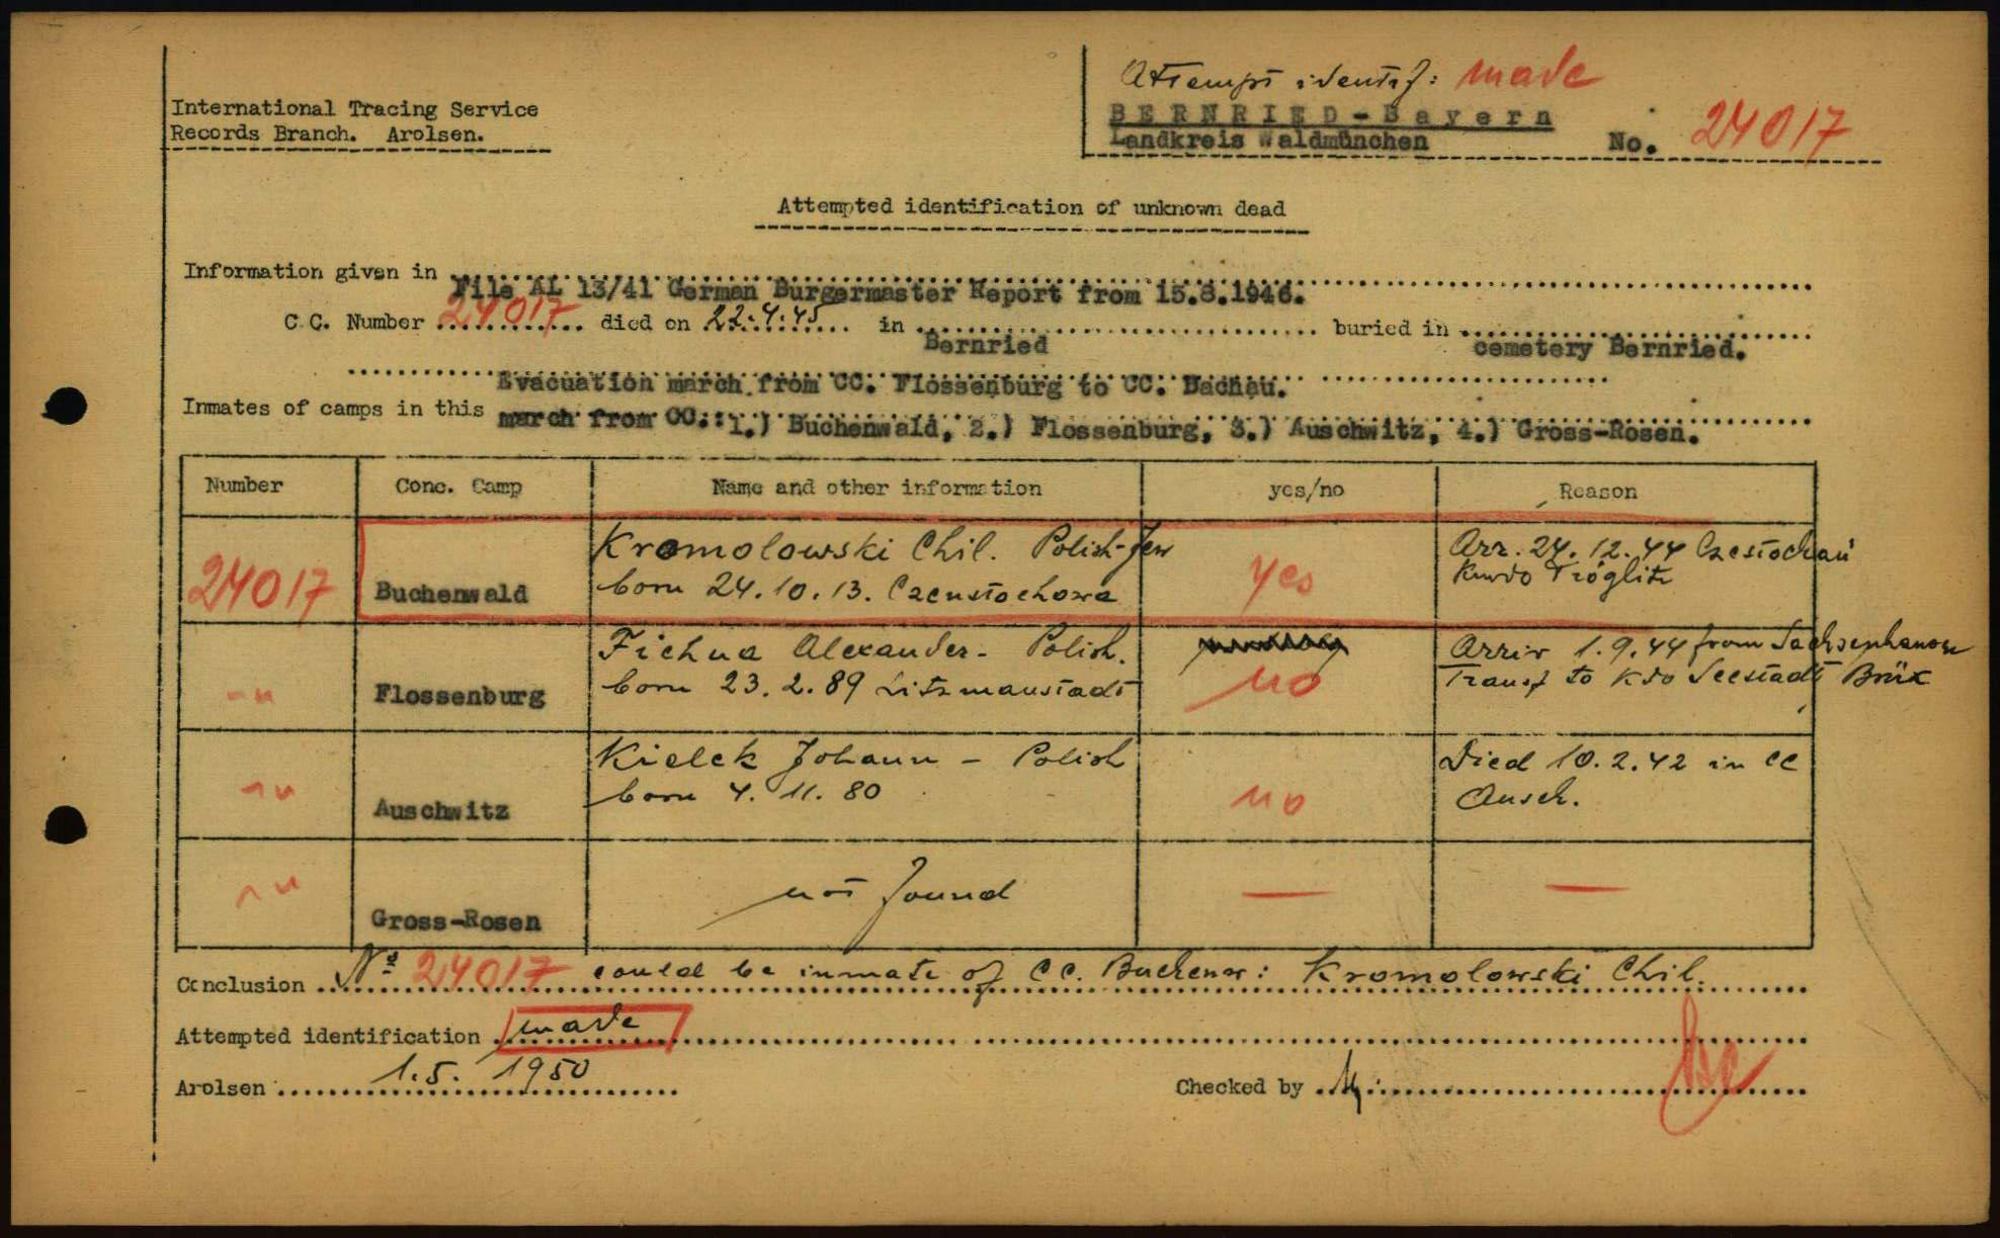 Attempt identif: made
International Tracing Service
Records Branch. Arolsen.
BERNRIED-Bayern
Landkreis Waldmünchen No. 24017
Attempted identification of unknown dead
Information given in File AL 13/41 German Burgermaster Report from 15.8.1946.
C.C. Number 24017 died on 22.4.45 in Bernried buried in cemetery Bernried.
Evacuation march from CC. Flossenburg to CC. Dachau.
Inmates of camps in this march from CC.: 1.) Buchenwald, 2.) Flossenburg, 3.) Auschwitz, 4.) Gross-Rosen.
Number Conc. Camp Name and other information yes/no Reason
24017 Buchenwald Kromolowski Chil. Polish-Jew yes Arr. 24.12.44 Czestochau
born 24.10.13. Czenstochowa Kmdo Tröglitz
-"- Flossenburg Fichna Alexander - Polish. no Arriv 1.9.44 from Sachsenhausen
born 23.2.89 Litzmanstadt Transf to Kdo Seestadt Brüx
-"- Auschwitz Kielek Johann - Polish no Died 10.2.42 in CC
born 4.11.80 Ausch.
-"- Gross-Rosen not found — —
Conclusion No 24017 could be inmate of CC. Buchenw: Kromolowski Chil.
Attempted identification made
Arolsen 1.5. 1950 Checked by